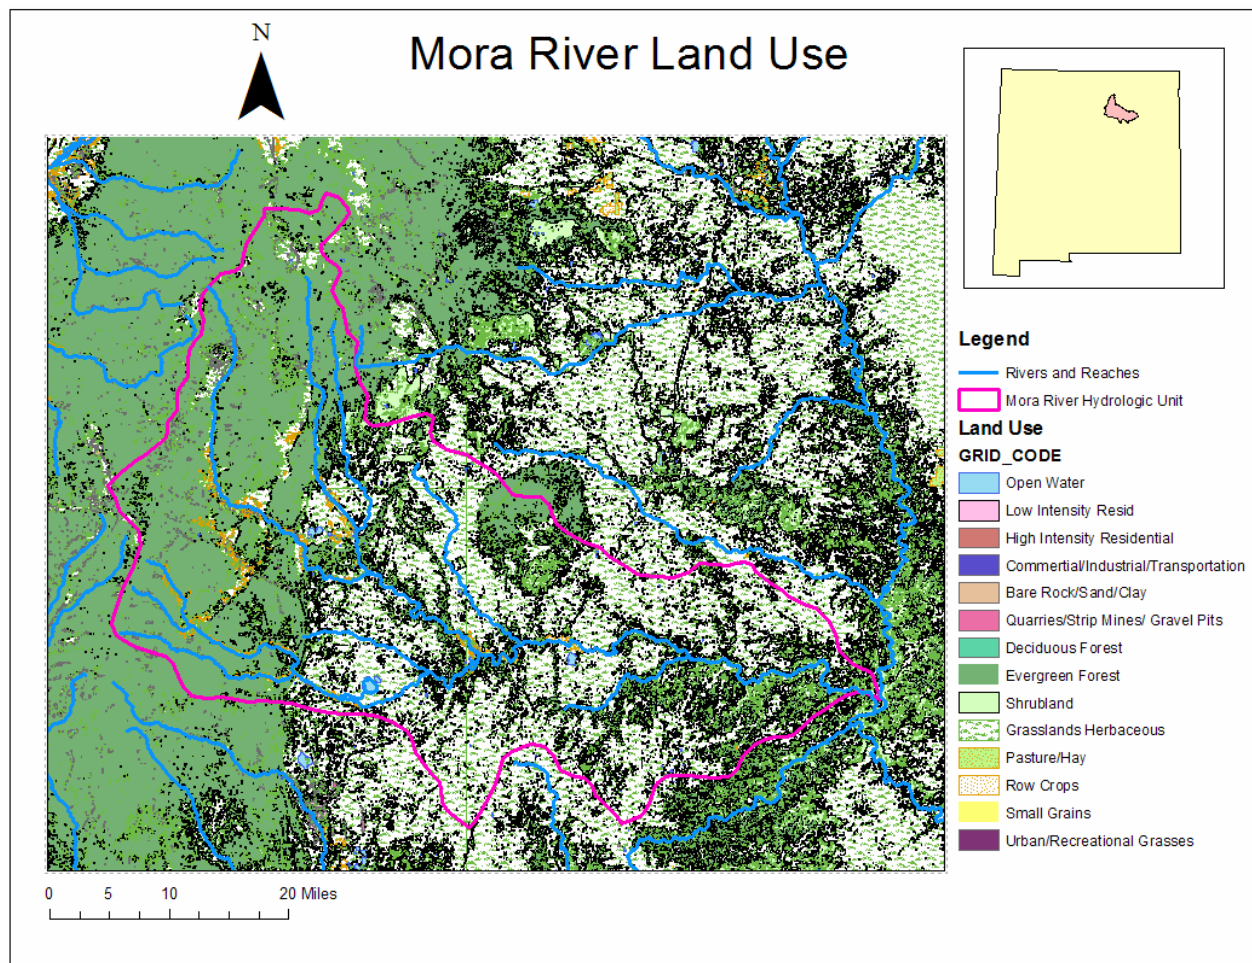 N
Mora River Land Use
Legend
Rivers and Reaches
Mora River Hydrologic Unit
Land Use
GRID_CODE
Open Water
Low Intensity Resid
High Intensity Residential
Commertial/Industrial/Transportation
Bare Rock/Sand/Clay
Quarries/Strip Mines/ Gravel Pits
Deciduous Forest
Evergreen Forest
Shrubland
Grasslands Herbaceous
Pasture/Hay
Row Crops
Small Grains
Urban/Recreational Grasses
0 5 10 20 Miles